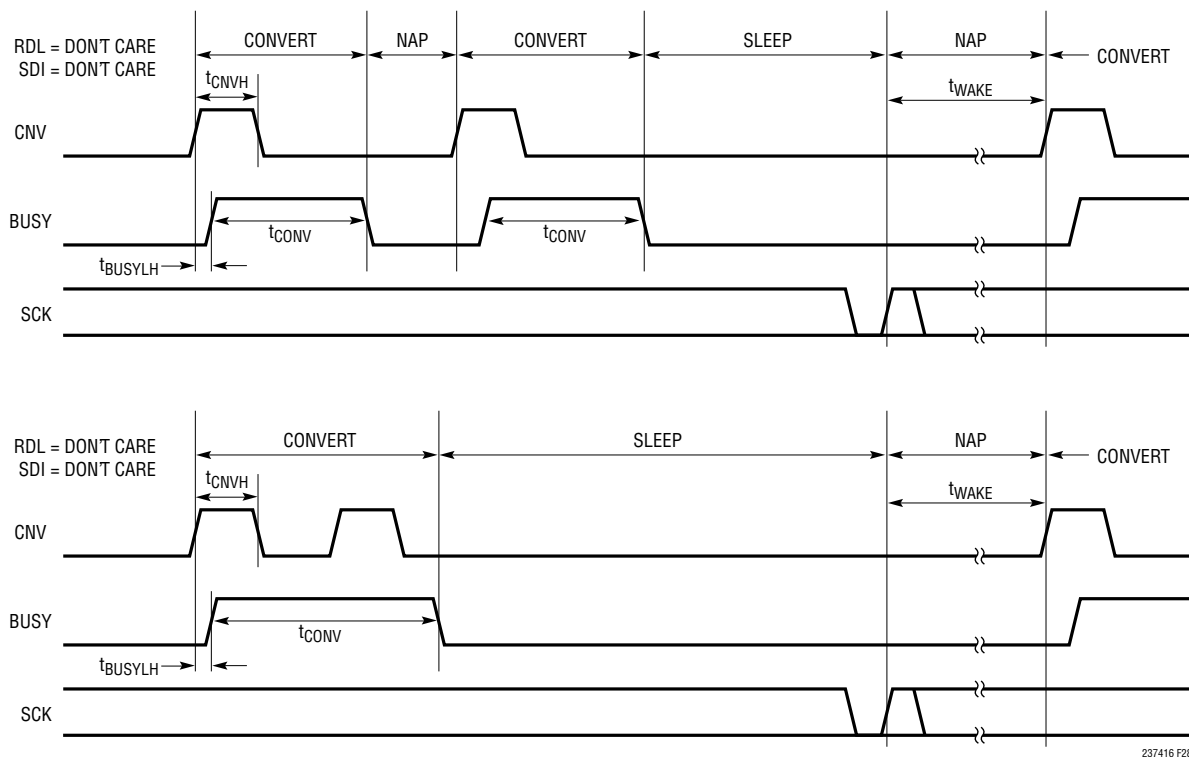 RDL = DON'T CARE
SDI = DON'T CARE
CONVERT
NAP
CONVERT
SLEEP
NAP
CONVERT
tCNVH
tWAKE
CNV
BUSY
tCONV
tCONV
tBUSYLH
SCK
RDL = DON'T CARE
SDI = DON'T CARE
CONVERT
SLEEP
NAP
CONVERT
tCNVH
tWAKE
CNV
BUSY
tCONV
tBUSYLH
SCK
237416 F28